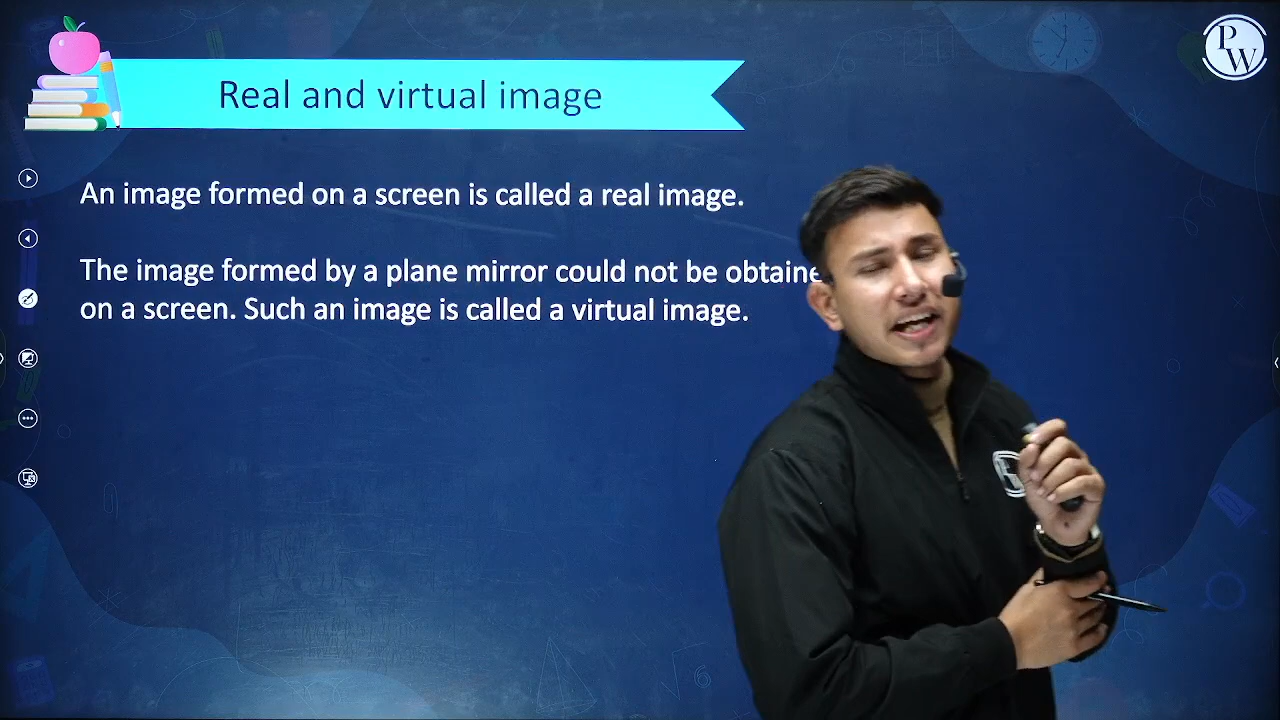 Real and virtual image
PW
An image formed on a screen is called a real image.
The image formed by a plane mirror could not be obtaine
on a screen. Such an image is called a virtual image.